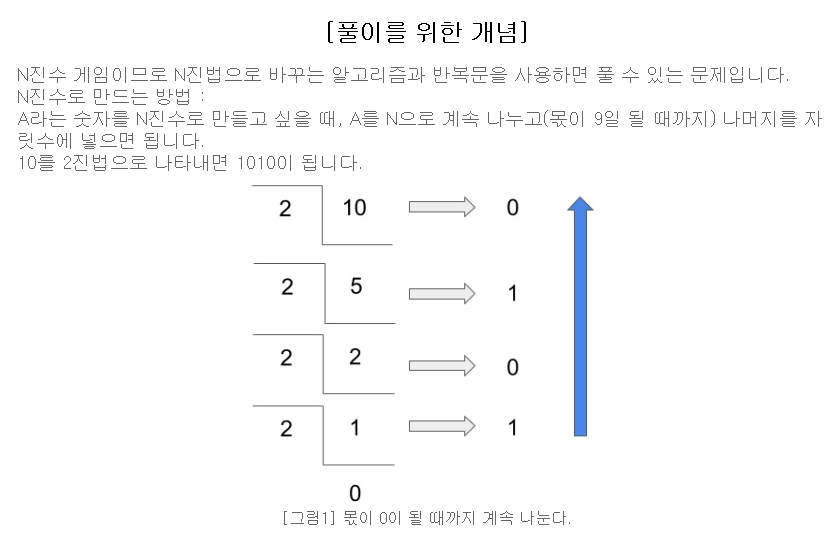 [풀이를 위한 개념]
N진수 게임이므로 N진법으로 바꾸는 알고리즘과 반복문을 사용하면 풀 수 있는 문제입니다.
N진수로 만드는 방법 :
A라는 숫자를 N진수로 만들고 싶을 때, A를 N으로 계속 나누고(몫이 9일 될 때까지) 나머지를 자
릿수에 넣으면 됩니다.
10를 2진법으로 나타내면 1010이 됩니다.
2 10 0
2 5 1
2 2 0
2 1 1
0
[그림1] 몫이 0이 될 때까지 계속 나눈다.